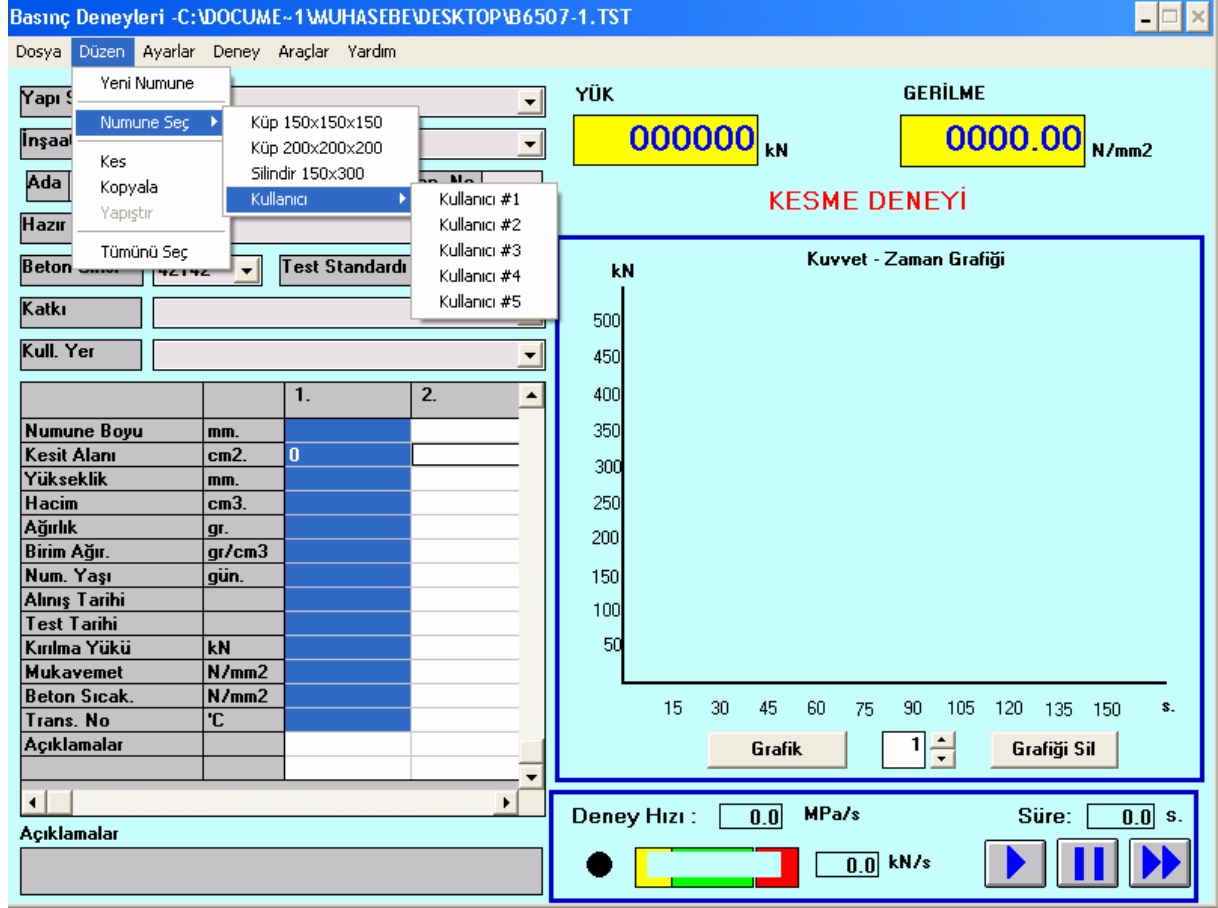 Basınç Deneyleri -C:\DOCUME~1\MUHASEBE\DESKTOP\B6507-1.TST
Dosya Düzen Ayarlar Deney Araçlar Yardım
Yeni Numune
Numune Seç
Kes
Kopyala
Yapıştır
Tümünü Seç
Küp 150x150x150
Küp 200x200x200
Silindir 150x300
Kullanıcı
Kullanıcı #1
Kullanıcı #2
Kullanıcı #3
Kullanıcı #4
Kullanıcı #5
Yapı
Ada No
Hazır
Beton Test Standardı
Katkı
Kull. Yer
1. 2.
Numune Boyu mm.
Kesit Alanı cm2. 0
Yükseklik mm.
Hacim cm3.
Ağırlık gr.
Birim Ağır. gr/cm3
Num. Yaşı gün.
Alınış Tarihi
Test Tarihi
Kırılma Yükü kN
Mukavemet N/mm2
Beton Sıcak. N/mm2
Trans. No 'C
Açıklamalar
Açıklamalar
YÜK GERİLME
000000 kN 0000.00 N/mm2
KESME DENEYİ
Kuvvet - Zaman Grafiği
kN
500
450
400
350
300
250
200
150
100
50
15 30 45 60 75 90 105 120 135 150 s.
Grafik 1 Grafiği Sil
Deney Hızı : 0.0 MPa/s Süre: 0.0 s.
0.0 kN/s